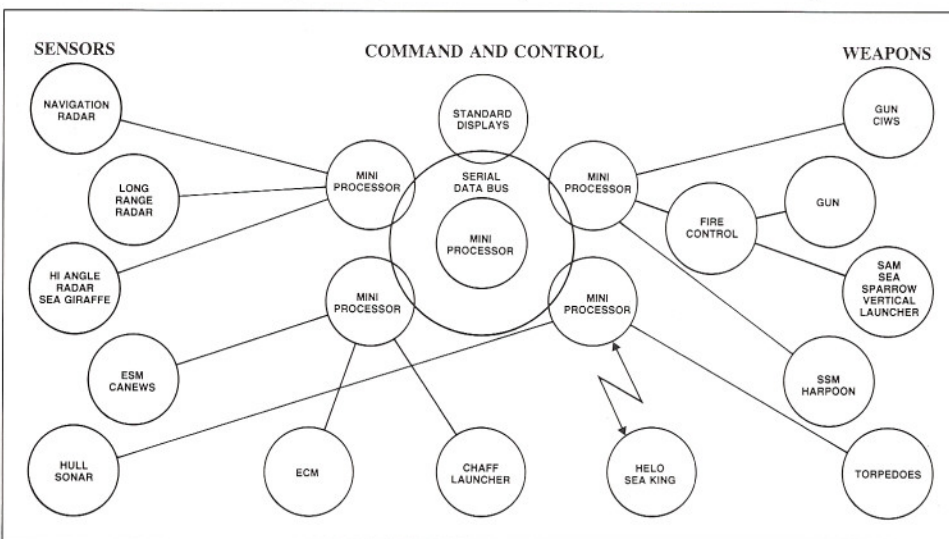 SENSORS
COMMAND AND CONTROL
WEAPONS
NAVIGATION
RADAR
STANDARD
DISPLAYS
GUN
CIWS
MINI
PROCESSOR
SERIAL
DATA BUS
MINI
PROCESSOR
LONG
RANGE
RADAR
GUN
FIRE
CONTROL
MINI
PROCESSOR
HI ANGLE
RADAR
SEA GIRAFFE
SAM
SEA
SPARROW
VERTICAL
LAUNCHER
MINI
PROCESSOR
MINI
PROCESSOR
ESM
CANEWS
SSM
HARPOON
HULL
SONAR
ECM
CHAFF
LAUNCHER
HELO
SEA KING
TORPEDOES